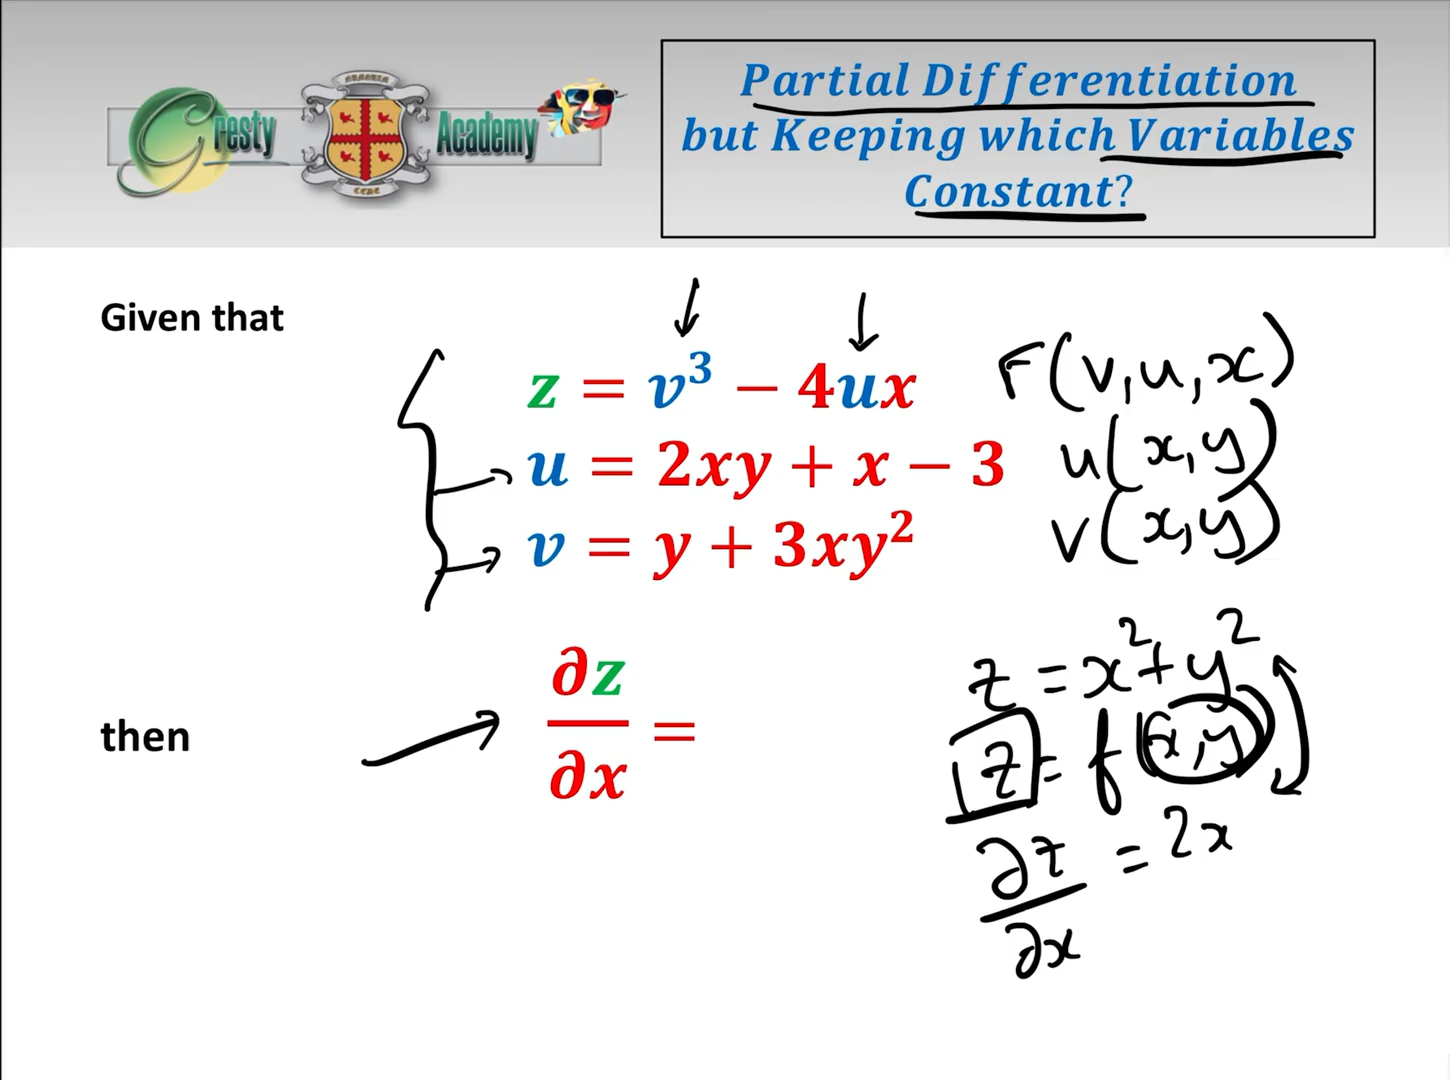 Gresty Academy
Partial Differentiation
but Keeping which Variables
Constant?
Given that
z = v³ − 4ux
F(v, u, x)
u = 2xy + x − 3
u(x, y)
v = y + 3xy²
v(x, y)
z = x² + y²
then
∂z/∂x =
z = f(x, y)
∂z/∂x = 2x